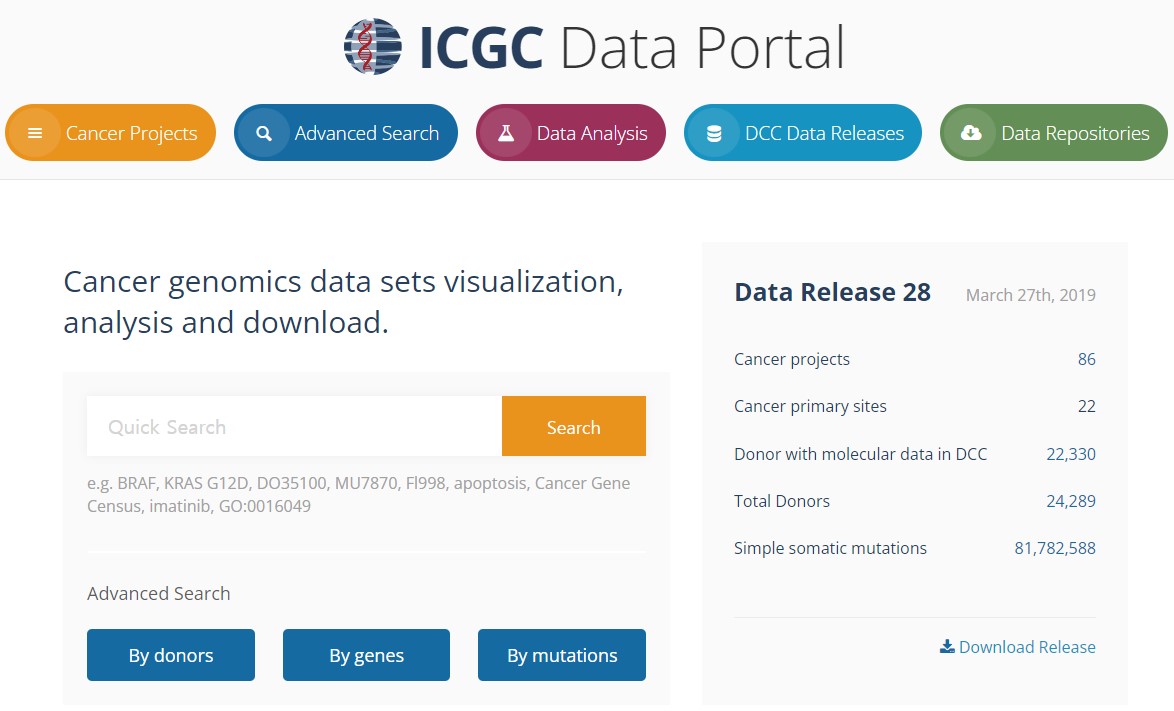 ICGC Data Portal
Cancer Projects
Advanced Search
Data Analysis
DCC Data Releases
Data Repositories
Cancer genomics data sets visualization,
analysis and download.
Quick Search
Search
e.g. BRAF, KRAS G12D, DO35100, MU7870, Fl998, apoptosis, Cancer Gene
Census, imatinib, GO:0016049
Advanced Search
By donors
By genes
By mutations
Data Release 28 March 27th, 2019
Cancer projects 86
Cancer primary sites 22
Donor with molecular data in DCC 22,330
Total Donors 24,289
Simple somatic mutations 81,782,588
Download Release